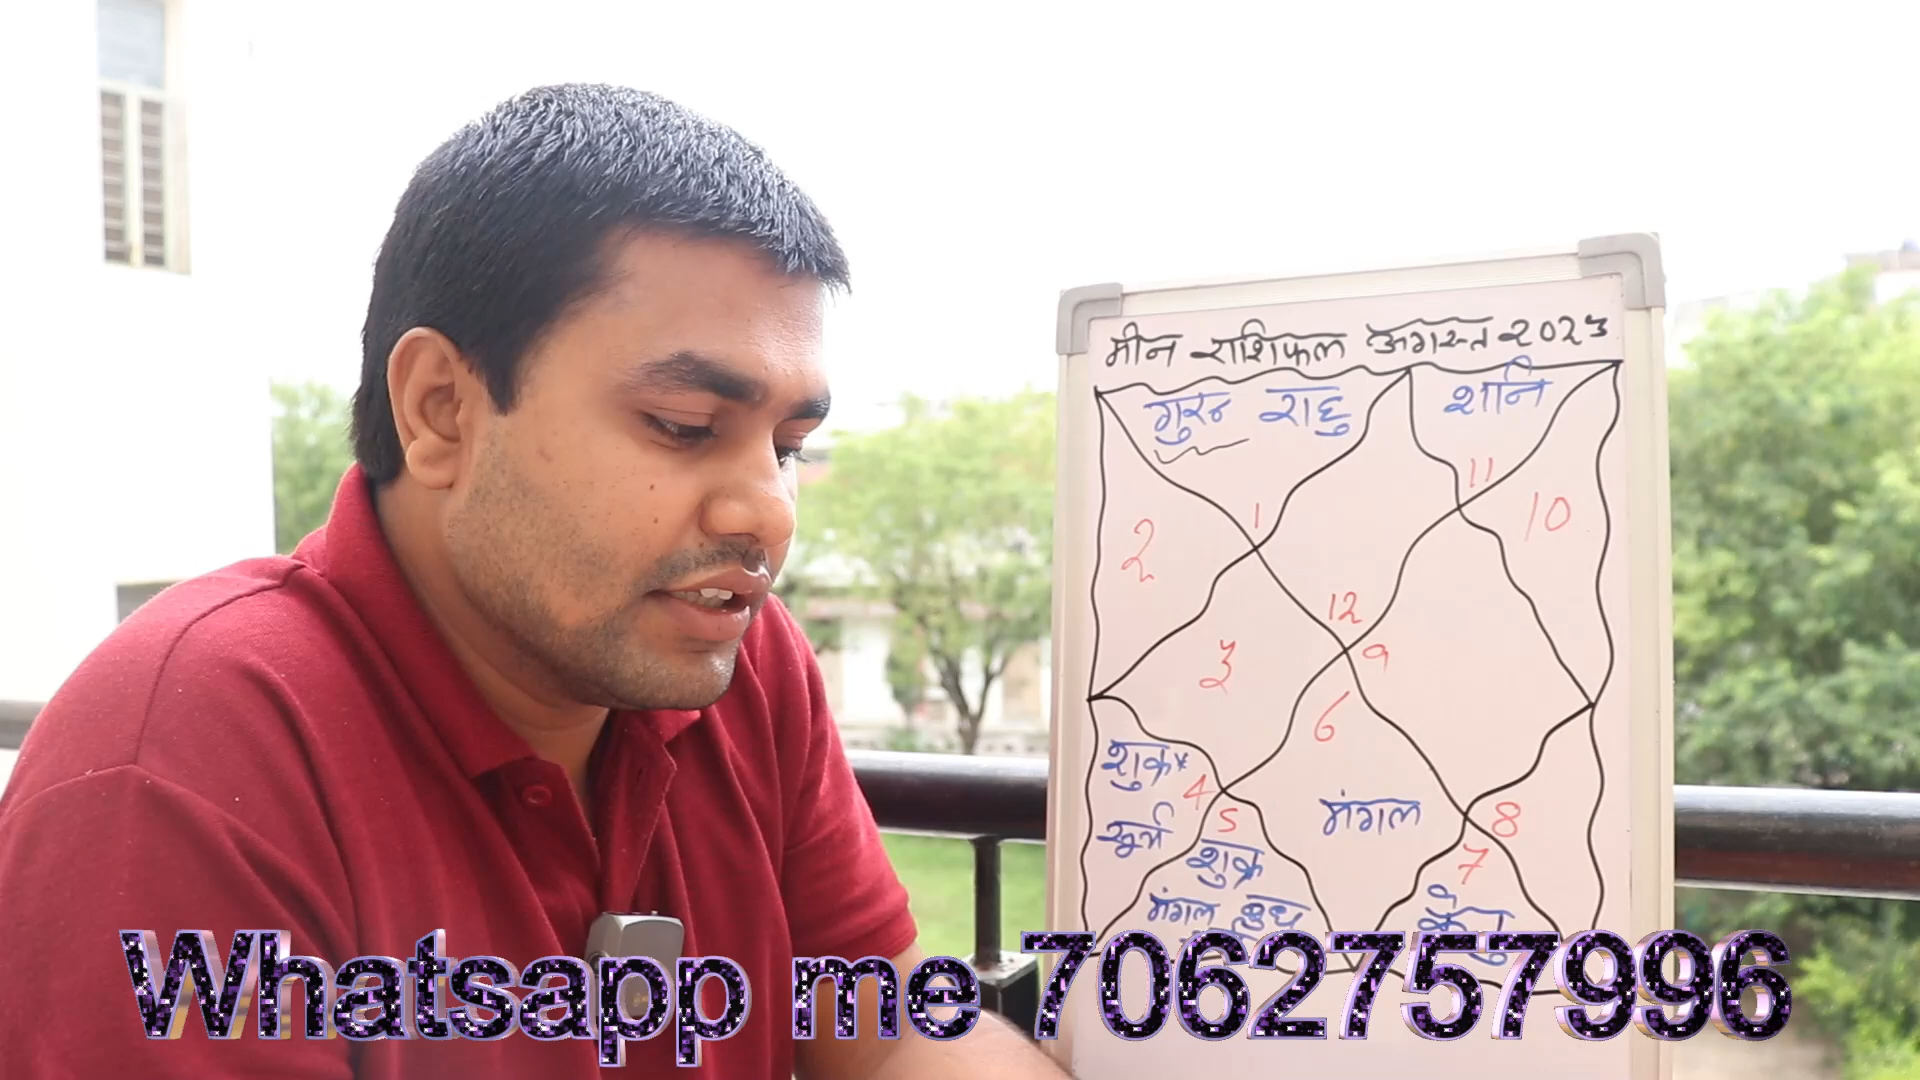 मीन राशिफल अगस्त २०२३
गुरु राहु
शनि
11
10
1
2
12
3
9
6
शुक्र
4
सूर्य
5
मंगल
8
शुक्र
7
मंगल बुध
केतु
Whatsapp me 7062757996